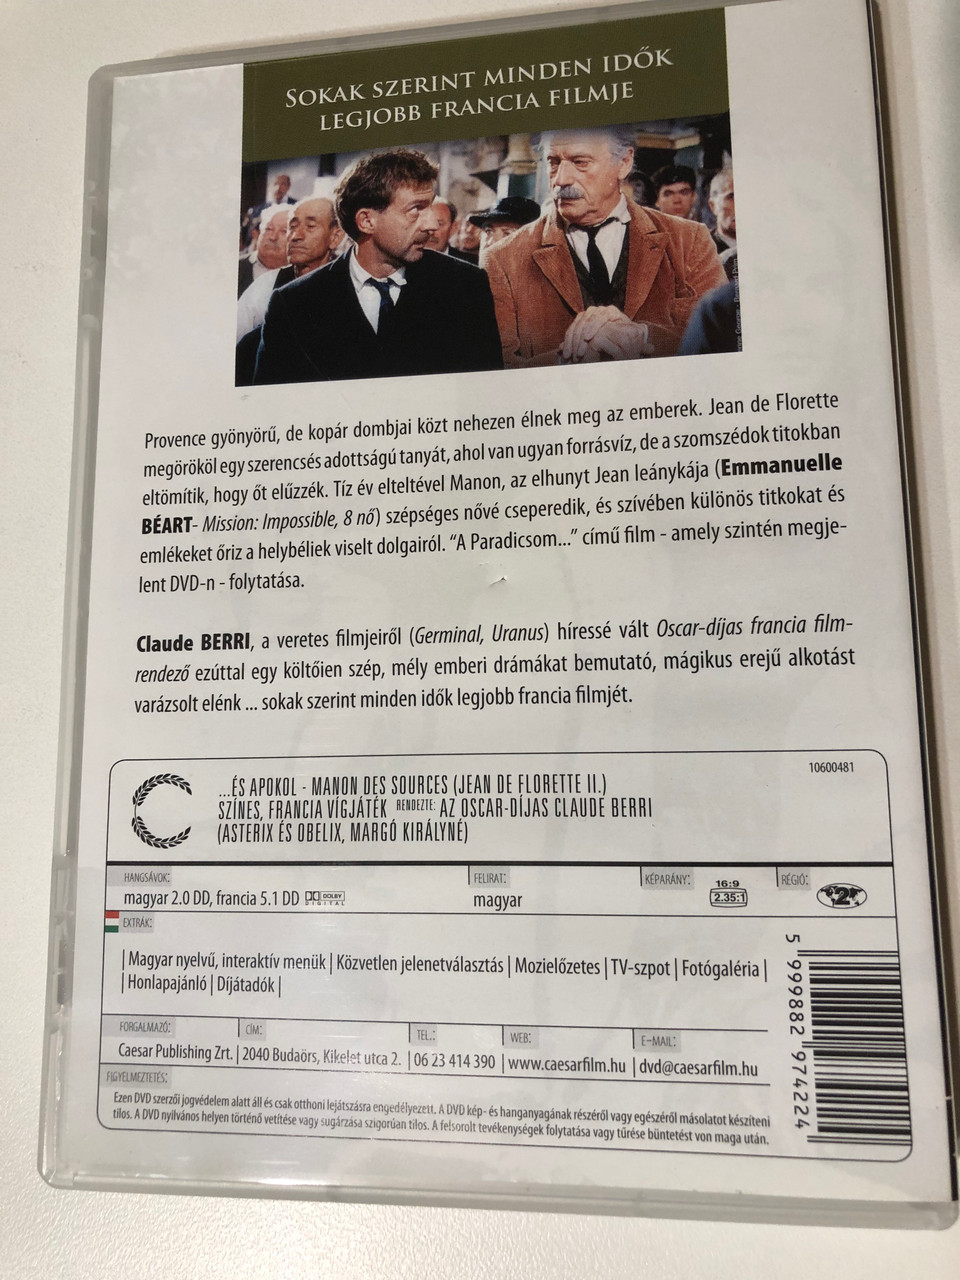 SOKAK SZERINT MINDEN IDŐK
LEGJOBB FRANCIA FILMJE
Provence gyönyörű, de kopár dombjai közt nehezen élnek meg az emberek. Jean de Florette
megörököl egy szerencsés adottságú tanyát, ahol van ugyan forrásvíz, de a szomszédok titokban
eltömítik, hogy őt elűzzék. Tíz év elteltével Manon, az elhunyt Jean leánykája (Emmanuelle
BÉART- Mission: Impossible, 8 nő) szépséges nővé cseperedik, és szívében különös titkokat és
emlékeket őriz a helybéliek viselt dolgairól. “A Paradicsom...” című film - amely szintén megje-
lent DVD-n - folytatása.
Claude BERRI, a veretes filmjeiről (Germinal, Uranus) híressé vált Oscar-díjas francia film-
rendező ezúttal egy költőien szép, mély emberi drámákat bemutató, mágikus erejű alkotást
varázsolt elénk ... sokak szerint minden idők legjobb francia filmjét.
10600481
...ÉS APOKOL - MANON DES SOURCES (JEAN DE FLORETTE II.)
SZÍNES, FRANCIA VÍGJÁTÉK RENDEZTE: AZ OSCAR-DÍJAS CLAUDE BERRI
(ASTERIX ÉS OBELIX, MARGÓ KIRÁLYNÉ)
HANGSÁVOK: FELIRAT: KÉPARÁNY: RÉGIÓ:
magyar 2.0 DD, francia 5.1 DD DOLBY DIGITAL magyar 16:9 2.35:1 2
EXTRÁK:
| Magyar nyelvű, interaktív menük | Közvetlen jelenetválasztás | Mozielőzetes | TV-szpot | Fotógaléria |
| Honlapajánló | Díjátadók |
FORGALMAZÓ: CÍM: TEL.: WEB: E-MAIL:
Caesar Publishing Zrt. | 2040 Budaörs, Kikelet utca 2. | 06 23 414 390 | www.caesarfilm.hu | dvd@caesarfilm.hu
FIGYELMEZTETÉS:
Ezen DVD szerzői jogvédelem alatt áll és csak otthoni lejátszásra engedélyezett. A DVD kép- és hanganyagának részéről vagy egészéről másolatot készíteni
tilos. A DVD nyilvános helyen történő vetítése vagy sugárzása szigorúan tilos. A felsorolt tevékenységek folytatása vagy tűrése büntetést von maga után.
5 999882 974224